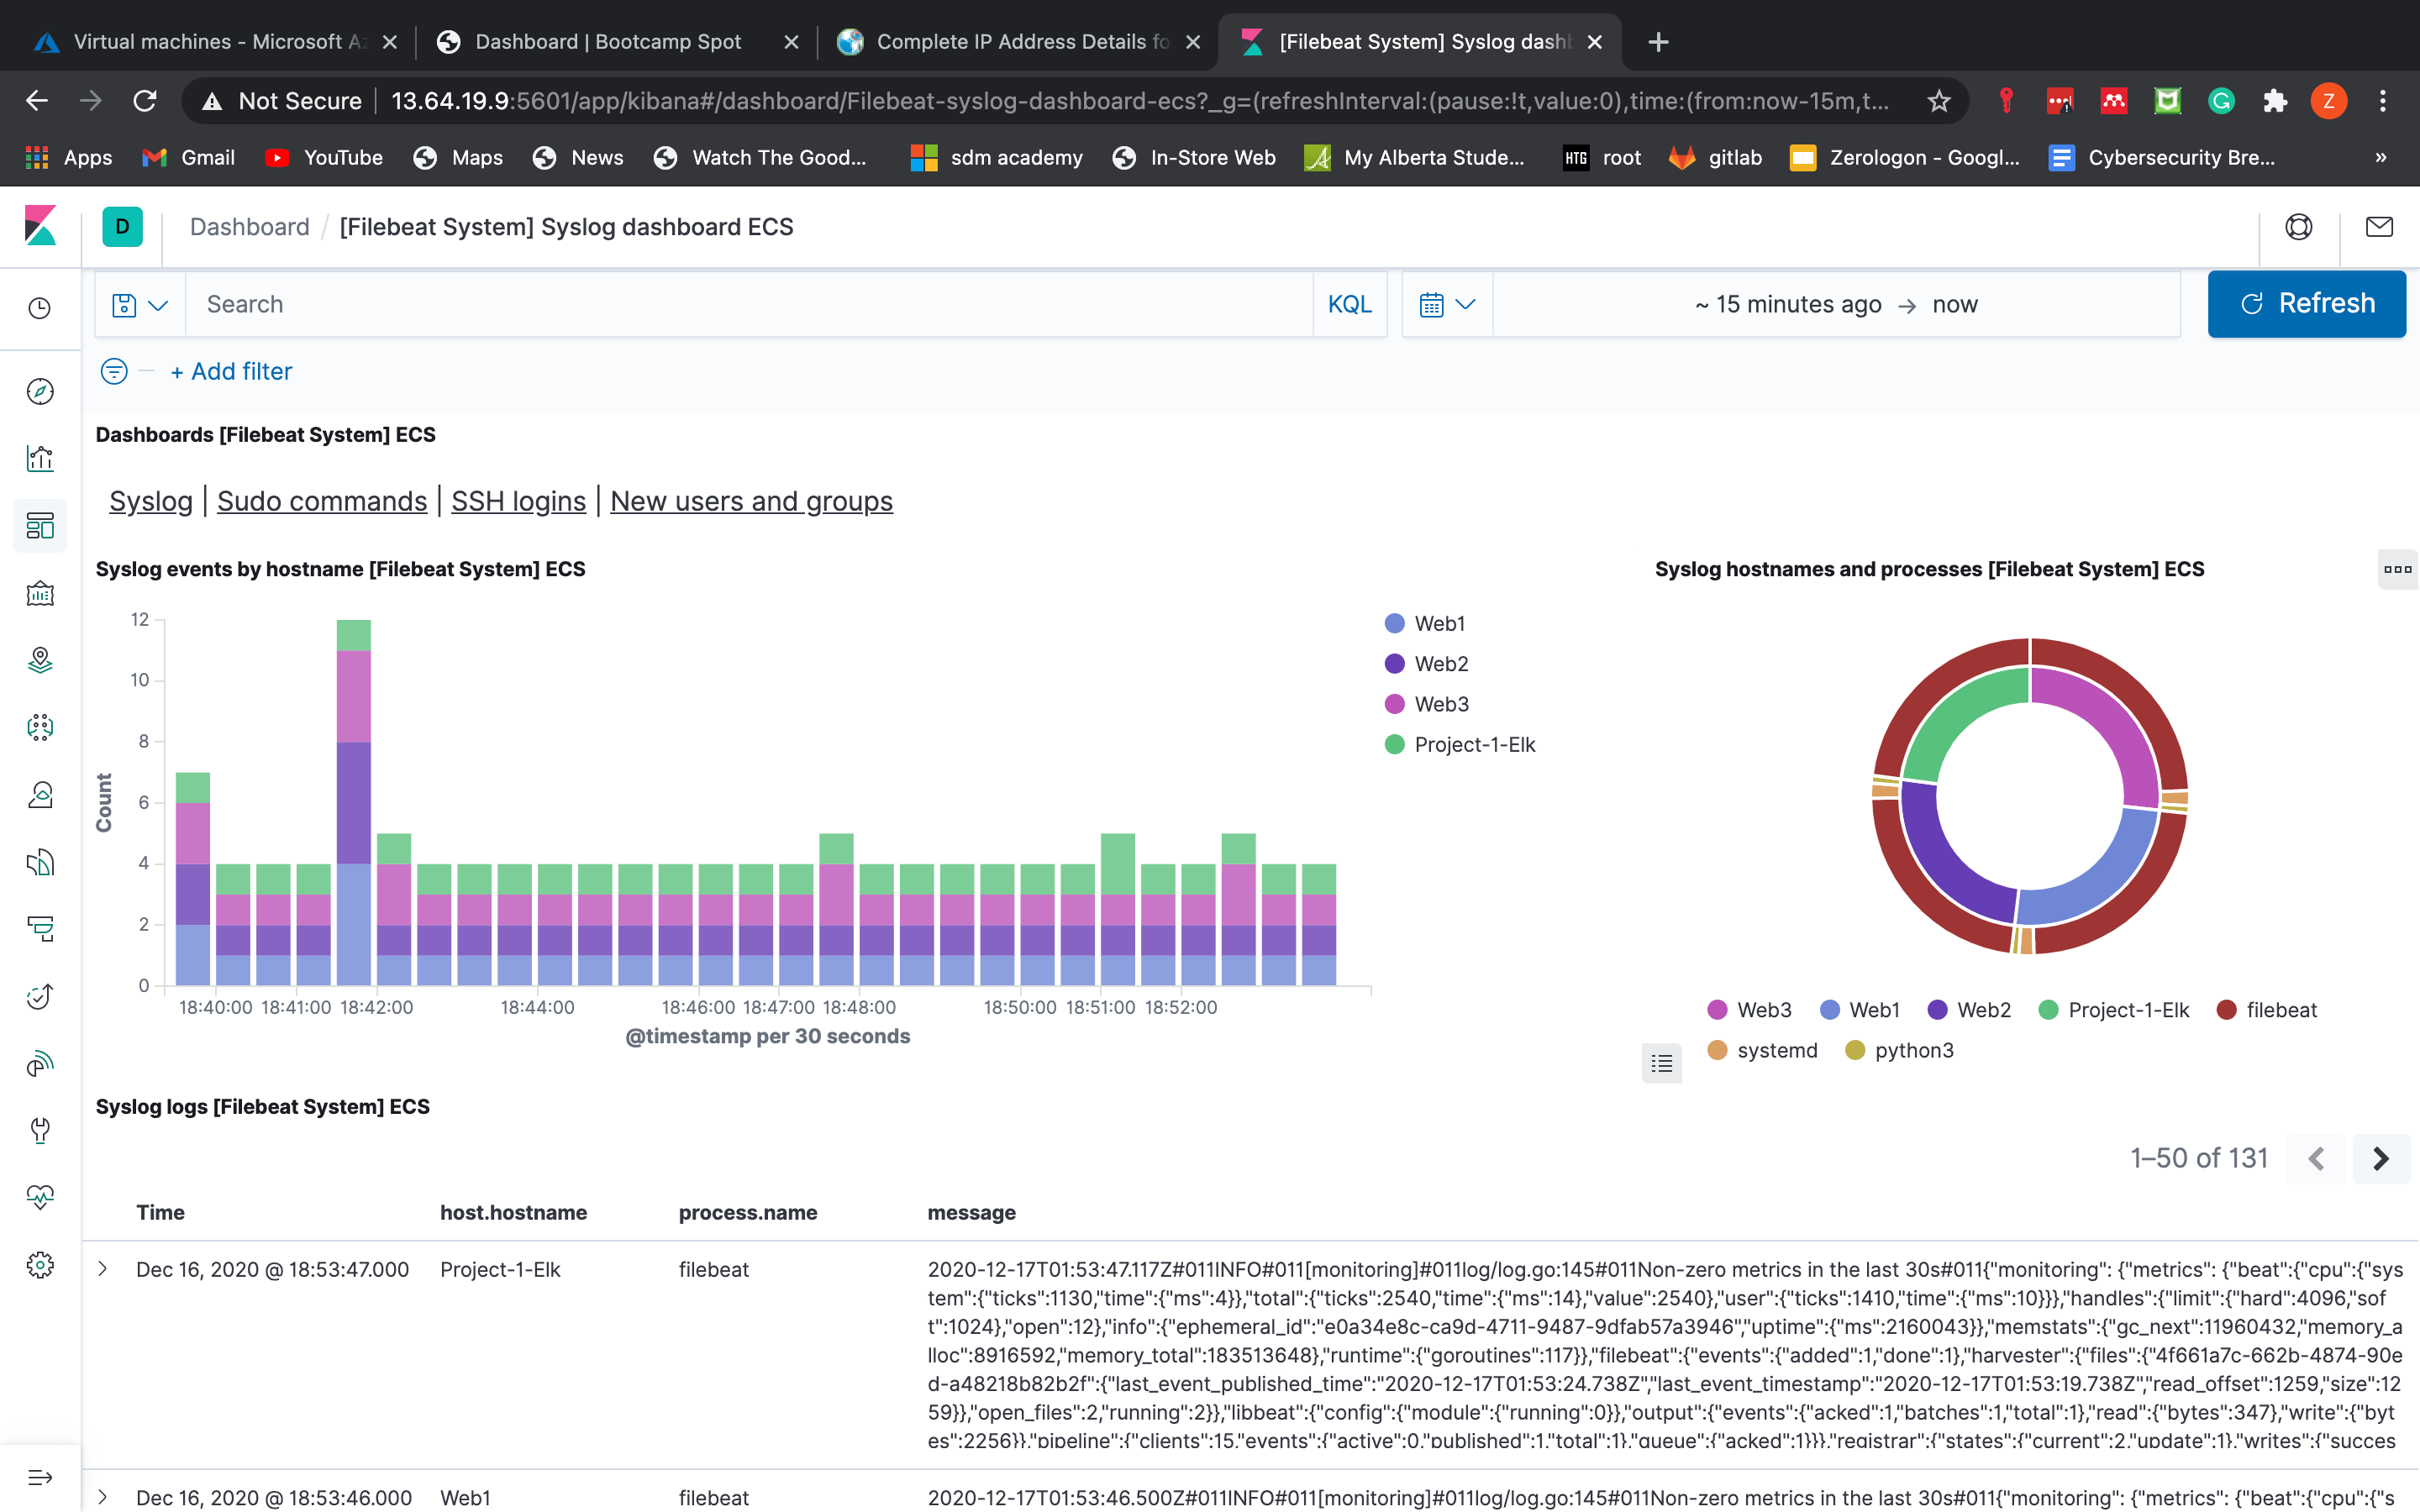 Virtual machines - Microsoft Az
Dashboard | Bootcamp Spot
Complete IP Address Details fo
[Filebeat System] Syslog dashb
Not Secure
13.64.19.9:5601/app/kibana#/dashboard/Filebeat-syslog-dashboard-ecs?_g=(refreshInterval:(pause:!t,value:0),time:(from:now-15m,t...
Z
Apps
Gmail
YouTube
Maps
News
Watch The Good...
sdm academy
In-Store Web
My Alberta Stude...
HTG
root
gitlab
Zerologon - Googl...
Cybersecurity Bre...
»
D
Dashboard / [Filebeat System] Syslog dashboard ECS
Search
KQL
~ 15 minutes ago → now
Refresh
+ Add filter
Dashboards [Filebeat System] ECS
Syslog | Sudo commands | SSH logins | New users and groups
Syslog events by hostname [Filebeat System] ECS
12
10
8
6
4
2
0
Count
18:40:00 18:41:00 18:42:00 18:44:00 18:46:00 18:47:00 18:48:00 18:50:00 18:51:00 18:52:00
@timestamp per 30 seconds
Web1
Web2
Web3
Project-1-Elk
Syslog hostnames and processes [Filebeat System] ECS
Web3 Web1 Web2 Project-1-Elk filebeat
systemd python3
Syslog logs [Filebeat System] ECS
1–50 of 131
Time host.hostname process.name message
Dec 16, 2020 @ 18:53:47.000 Project-1-Elk filebeat 2020-12-17T01:53:47.117Z#011INFO#011[monitoring]#011log/log.go:145#011Non-zero metrics in the last 30s#011{"monitoring": {"metrics": {"beat":{"cpu":{"sys
tem":{"ticks":1130,"time":{"ms":4}},"total":{"ticks":2540,"time":{"ms":14},"value":2540},"user":{"ticks":1410,"time":{"ms":10}}},"handles":{"limit":{"hard":4096,"sof
t":1024},"open":12},"info":{"ephemeral_id":"e0a34e8c-ca9d-4711-9487-9dfab57a3946","uptime":{"ms":2160043}},"memstats":{"gc_next":11960432,"memory_a
lloc":8916592,"memory_total":183513648},"runtime":{"goroutines":117}},"filebeat":{"events":{"added":1,"done":1},"harvester":{"files":{"4f661a7c-662b-4874-90e
d-a48218b82b2f":{"last_event_published_time":"2020-12-17T01:53:24.738Z","last_event_timestamp":"2020-12-17T01:53:19.738Z","read_offset":1259,"size":12
59}},"open_files":2,"running":2}},"libbeat":{"config":{"module":{"running":0}},"output":{"events":{"acked":1,"batches":1,"total":1},"read":{"bytes":347},"write":{"byt
es":2256}},"pipeline":{"clients":15,"events":{"active":0,"published":1,"total":1},"queue":{"acked":1}}},"registrar":{"states":{"current":2,"update":1},"writes":{"succes
Dec 16, 2020 @ 18:53:46.000 Web1 filebeat 2020-12-17T01:53:46.500Z#011INFO#011[monitoring]#011log/log.go:145#011Non-zero metrics in the last 30s#011{"monitoring": {"metrics": {"beat":{"cpu":{"s